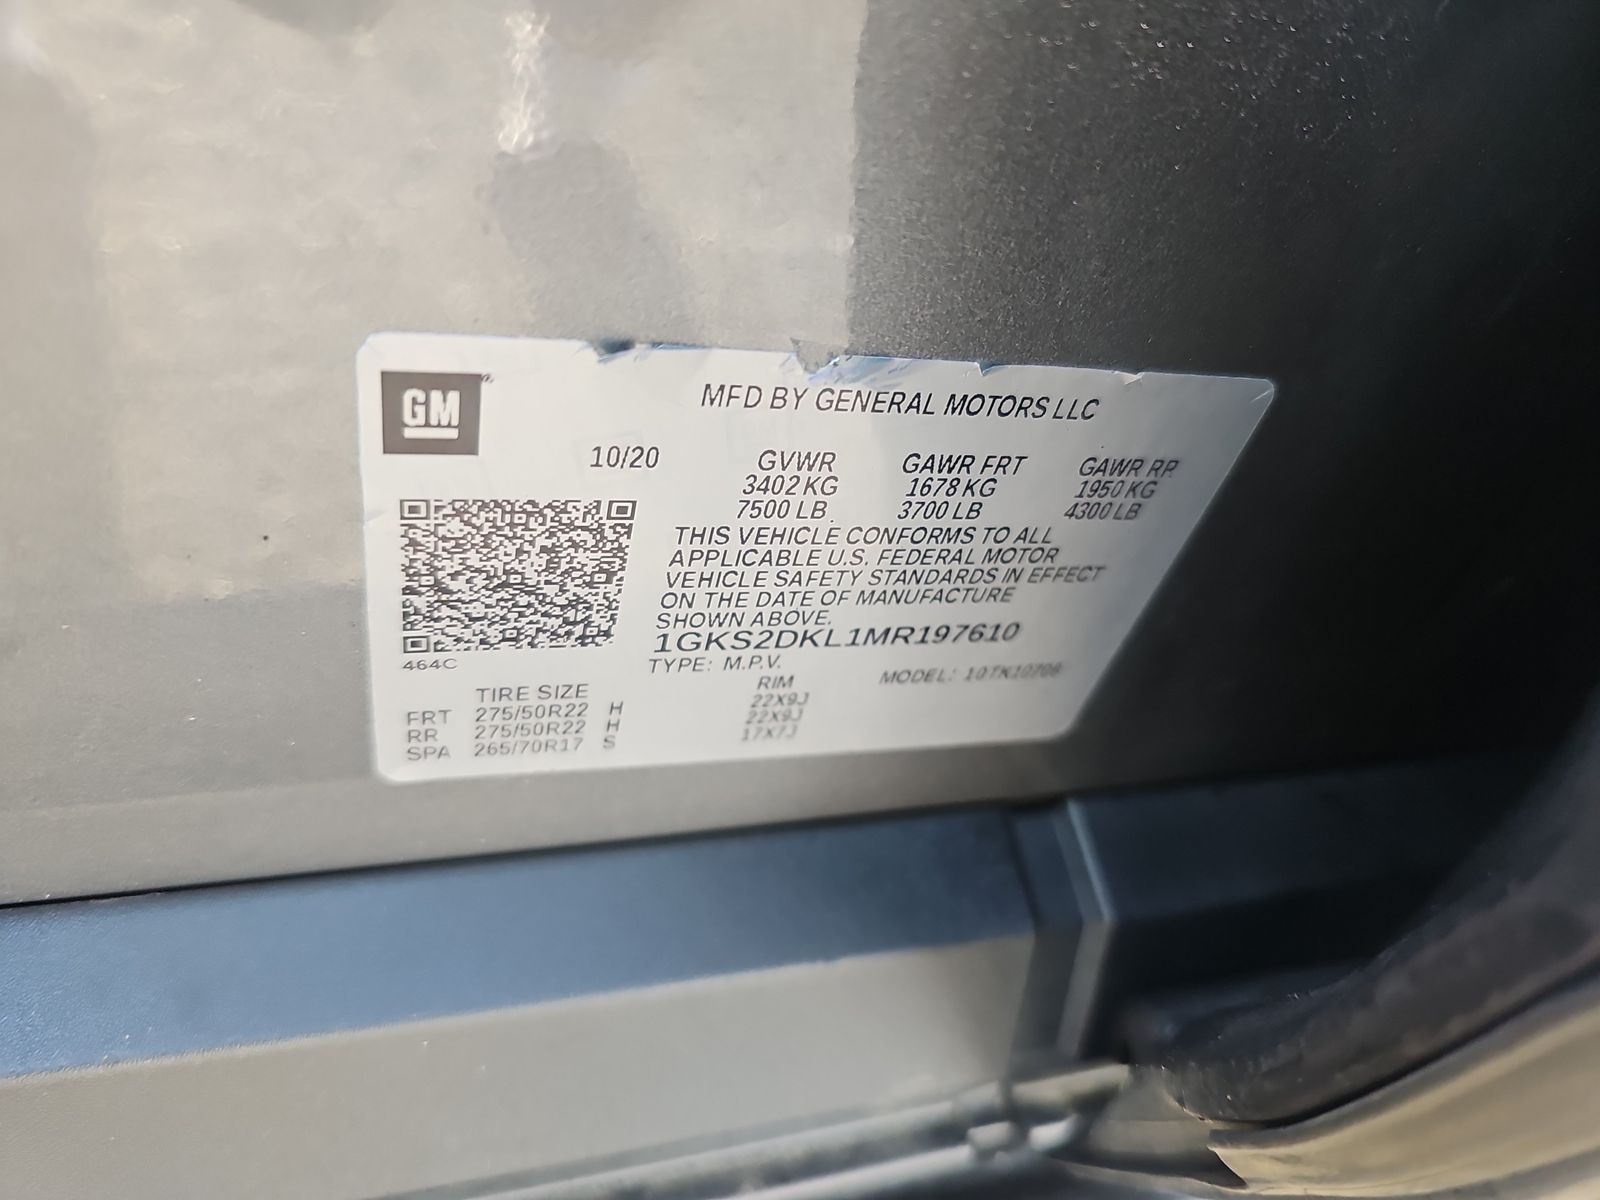 GM
MFD BY GENERAL MOTORS LLC
10/20
GVWR GAWR FRT GAWR RR
3402 KG 1678 KG 1950 KG
7500 LB 3700 LB 4300 LB
THIS VEHICLE CONFORMS TO ALL
APPLICABLE U.S. FEDERAL MOTOR
VEHICLE SAFETY STANDARDS IN EFFECT
ON THE DATE OF MANUFACTURE
SHOWN ABOVE.
1GKS2DKL1MR197610
464C
TYPE: M.P.V. MODEL:
TIRE SIZE RIM
FRT 275/50R22 H 22X9J
RR 275/50R22 H 22X9J
SPA 265/70R17 S 17X7J